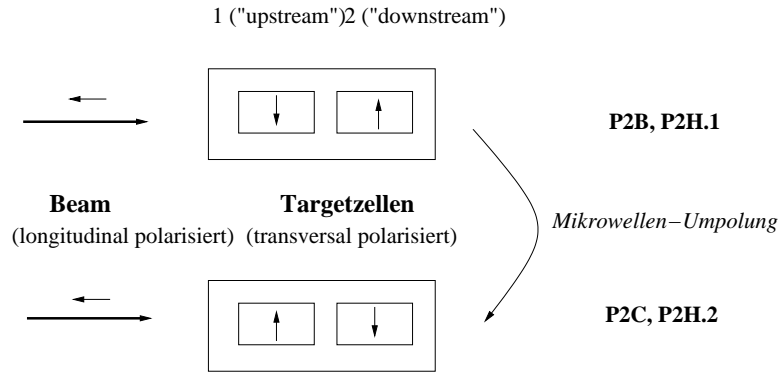 1 ("upstream")2 ("downstream")
P2B, P2H.1
Beam
Targetzellen
(longitudinal polarisiert) (transversal polarisiert)
Mikrowellen–Umpolung
P2C, P2H.2